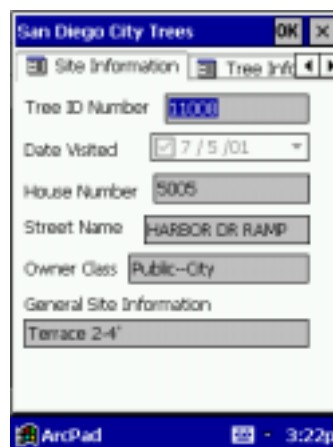 San Diego City Trees OK ×
Site Information Tree Info
Tree ID Number 11008
Date Visited 7 / 5 /01
House Number 5005
Street Name HARBOR DR RAMP
Owner Class Public--City
General Site Information
Terrace 2-4'
ArcPad 3:22p